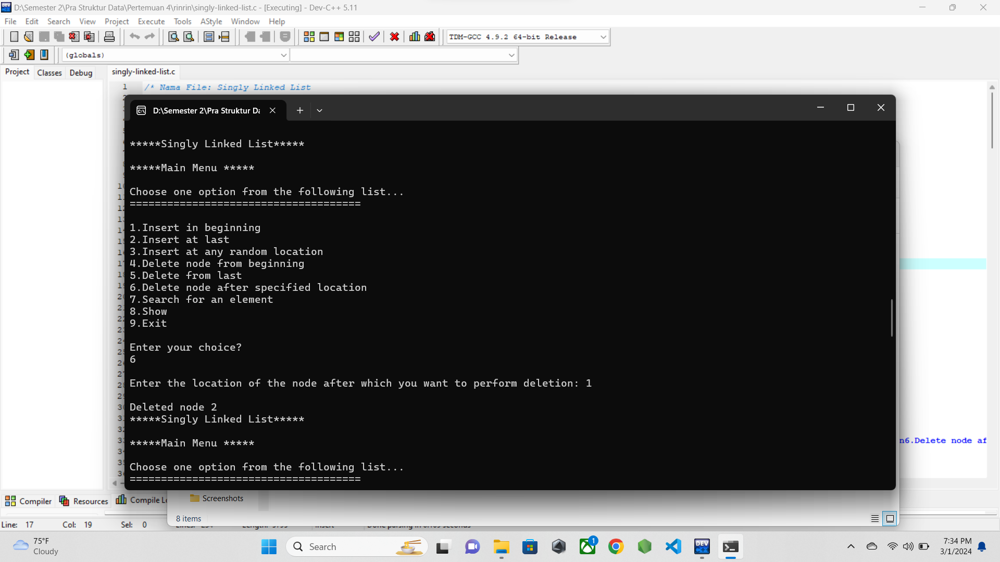 D:\Semester 2\Pra Struktur Data\Pertemuan 4\rinrin\singly-linked-list.c - [Executing] - Dev-C++ 5.11
File Edit Search View Project Execute Tools AStyle Window Help
TDM-GCC 4.9.2 64-bit Release
(globals)
Project Classes Debug
singly-linked-list.c
1 /* Nama File: Singly Linked List
D:\Semester 2\Pra Struktur Da
*****Singly Linked List*****
*****Main Menu *****
Choose one option from the following list...
=====================================
1.Insert in beginning
2.Insert at last
3.Insert at any random location
4.Delete node from beginning
5.Delete from last
6.Delete node after specified location
7.Search for an element
8.Show
9.Exit
Enter your choice?
6
Enter the location of the node after which you want to perform deletion: 1
Deleted node 2
*****Singly Linked List*****
*****Main Menu *****
Choose one option from the following list...
=====================================
n6.Delete node af
Compiler Resources Compile Lo
Screenshots
8 items
Line: 17 Col: 19 Sel: 0
75°F
Cloudy
Search
DEV
C++
1
7:34 PM
3/1/2024